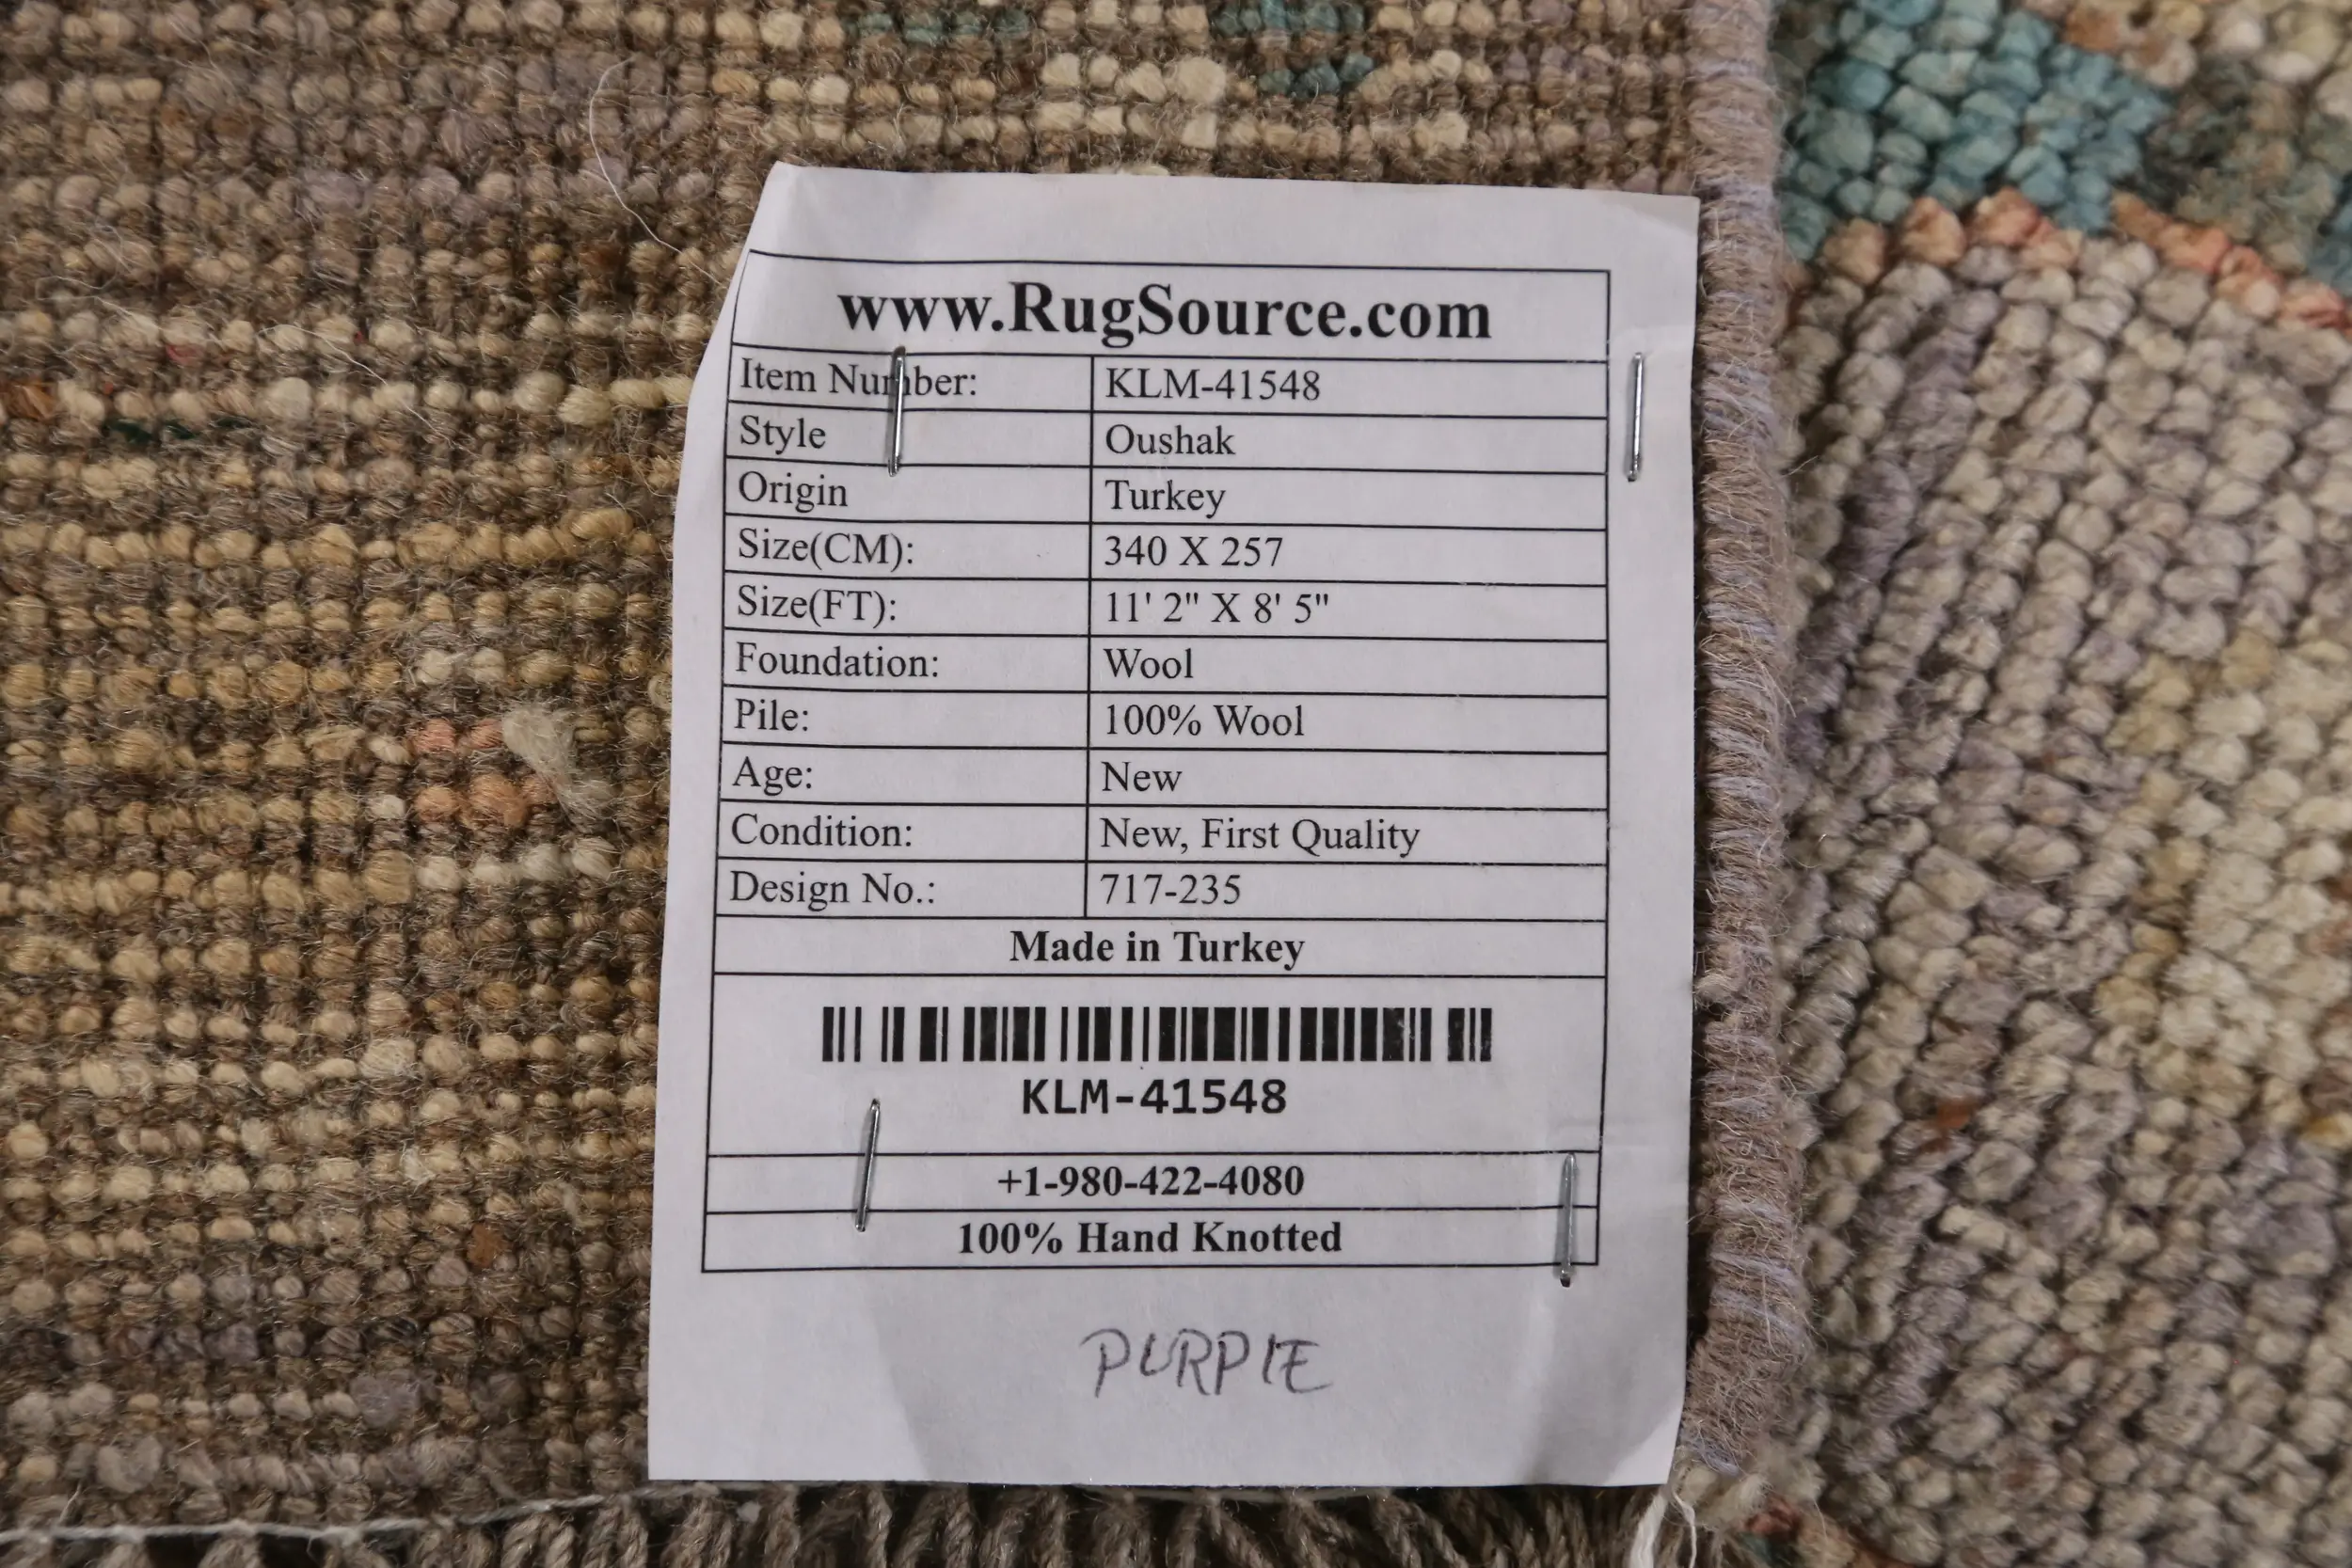 www.RugSource.com
Item Number: KLM-41548
Style Oushak
Origin Turkey
Size(CM): 340 X 257
Size(FT): 11' 2" X 8' 5"
Foundation: Wool
Pile: 100% Wool
Age: New
Condition: New, First Quality
Design No.: 717-235
Made in Turkey
KLM-41548
+1-980-422-4080
100% Hand Knotted
PURPLE